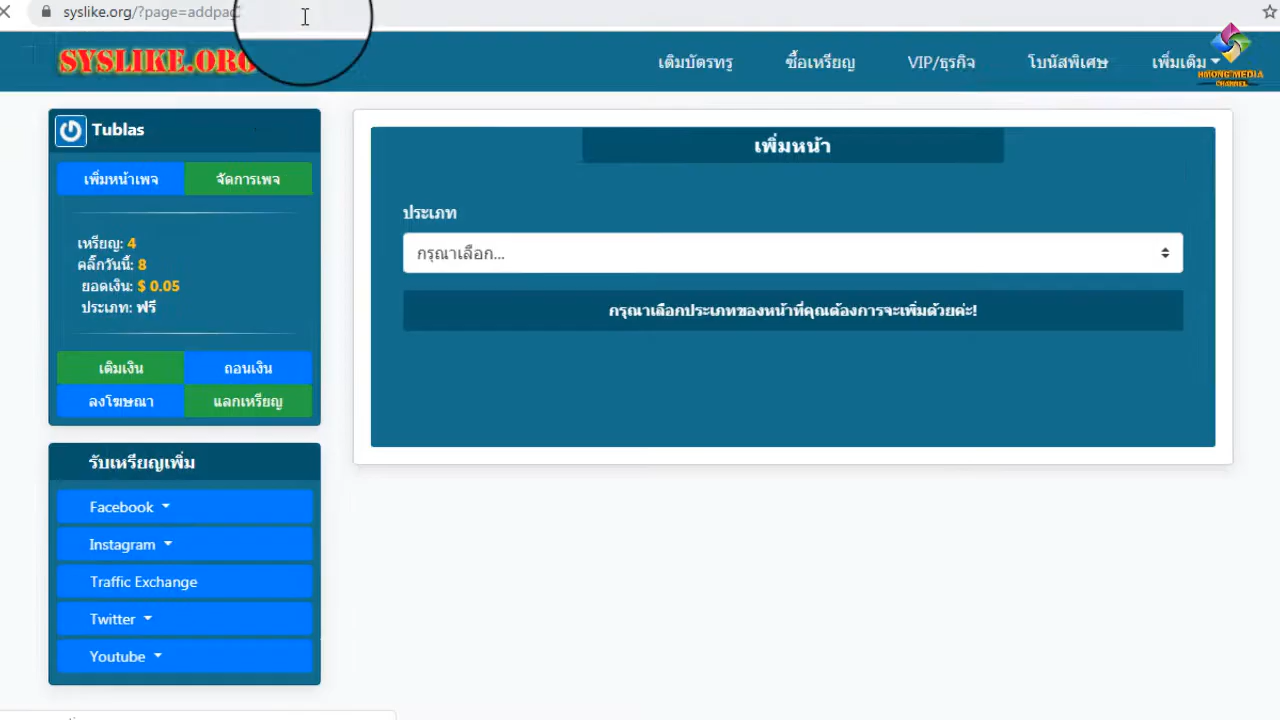 syslike.org/?page=addpac
SYSLIKE.ORG
เติมบัตรทรู
ซื้อเหรียญ
VIP/ธุรกิจ
โบนัสพิเศษ
เพิ่มเติม
HMONG MEDIA
CHANNEL
Tublas
เพิ่มหน้าเพจ
จัดการเพจ
เหรียญ: 4
คลิ๊กวันนี้: 8
ยอดเงิน: $ 0.05
ประเภท: ฟรี
เติมเงิน
ถอนเงิน
ลงโฆษณา
แลกเหรียญ
รับเหรียญเพิ่ม
Facebook
Instagram
Traffic Exchange
Twitter
Youtube
เพิ่มหน้า
ประเภท
กรุณาเลือก...
กรุณาเลือกประเภทของหน้าที่คุณต้องการจะเพิ่มด้วยค่ะ!